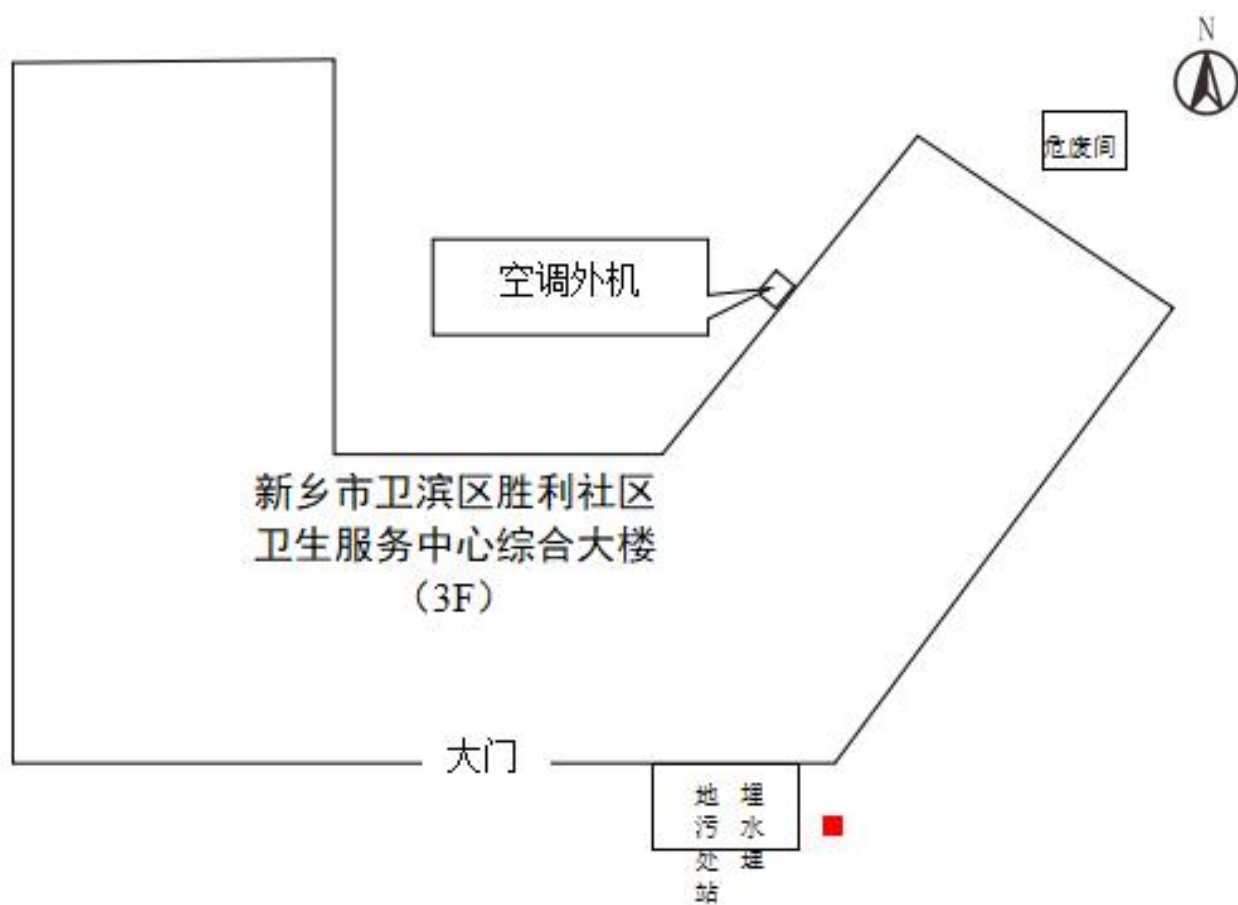 N
危废间
空调外机
新乡市卫滨区胜利社区
卫生服务中心综合大楼
（3F）
大门
地 埋
污 水
处 理
站